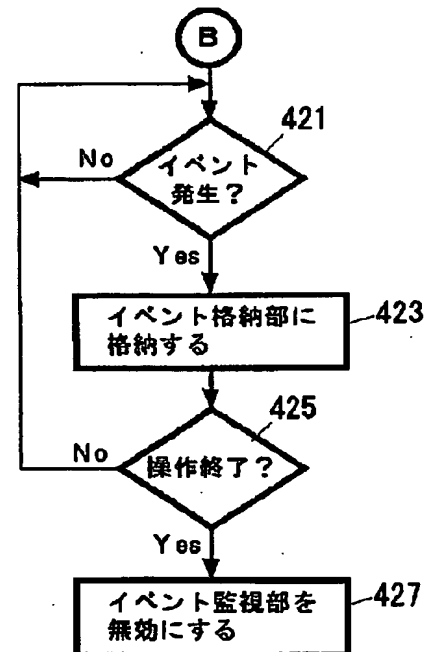 B
421
No
イベント
発生?
Yes
イベント格納部に
格納する
423
425
No
操作終了?
Yes
イベント監視部を
無効にする
427